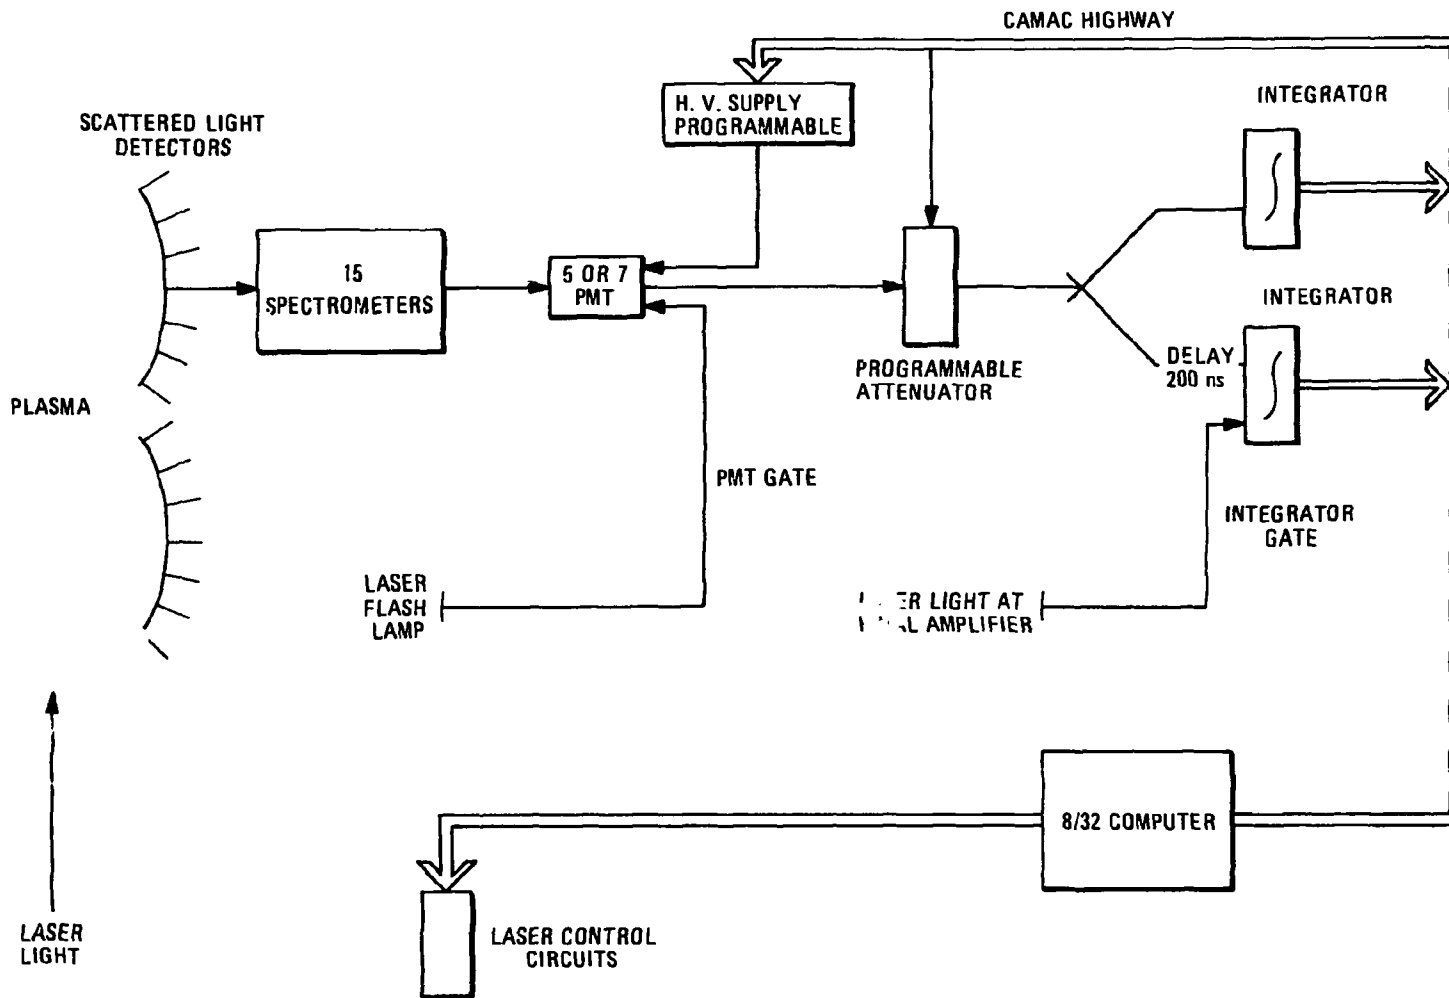 CAMAC HIGHWAY
H. V. SUPPLY
PROGRAMMABLE
INTEGRATOR
SCATTERED LIGHT
DETECTORS
15
SPECTROMETERS
5 OR 7
PMT
INTEGRATOR
DELAY
200 ns
PROGRAMMABLE
ATTENUATOR
PLASMA
PMT GATE
INTEGRATOR
GATE
LASER
FLASH
LAMP
LIGHT AT
AMPLIFIER
8/32 COMPUTER
LASER
LIGHT
LASER CONTROL
CIRCUITS